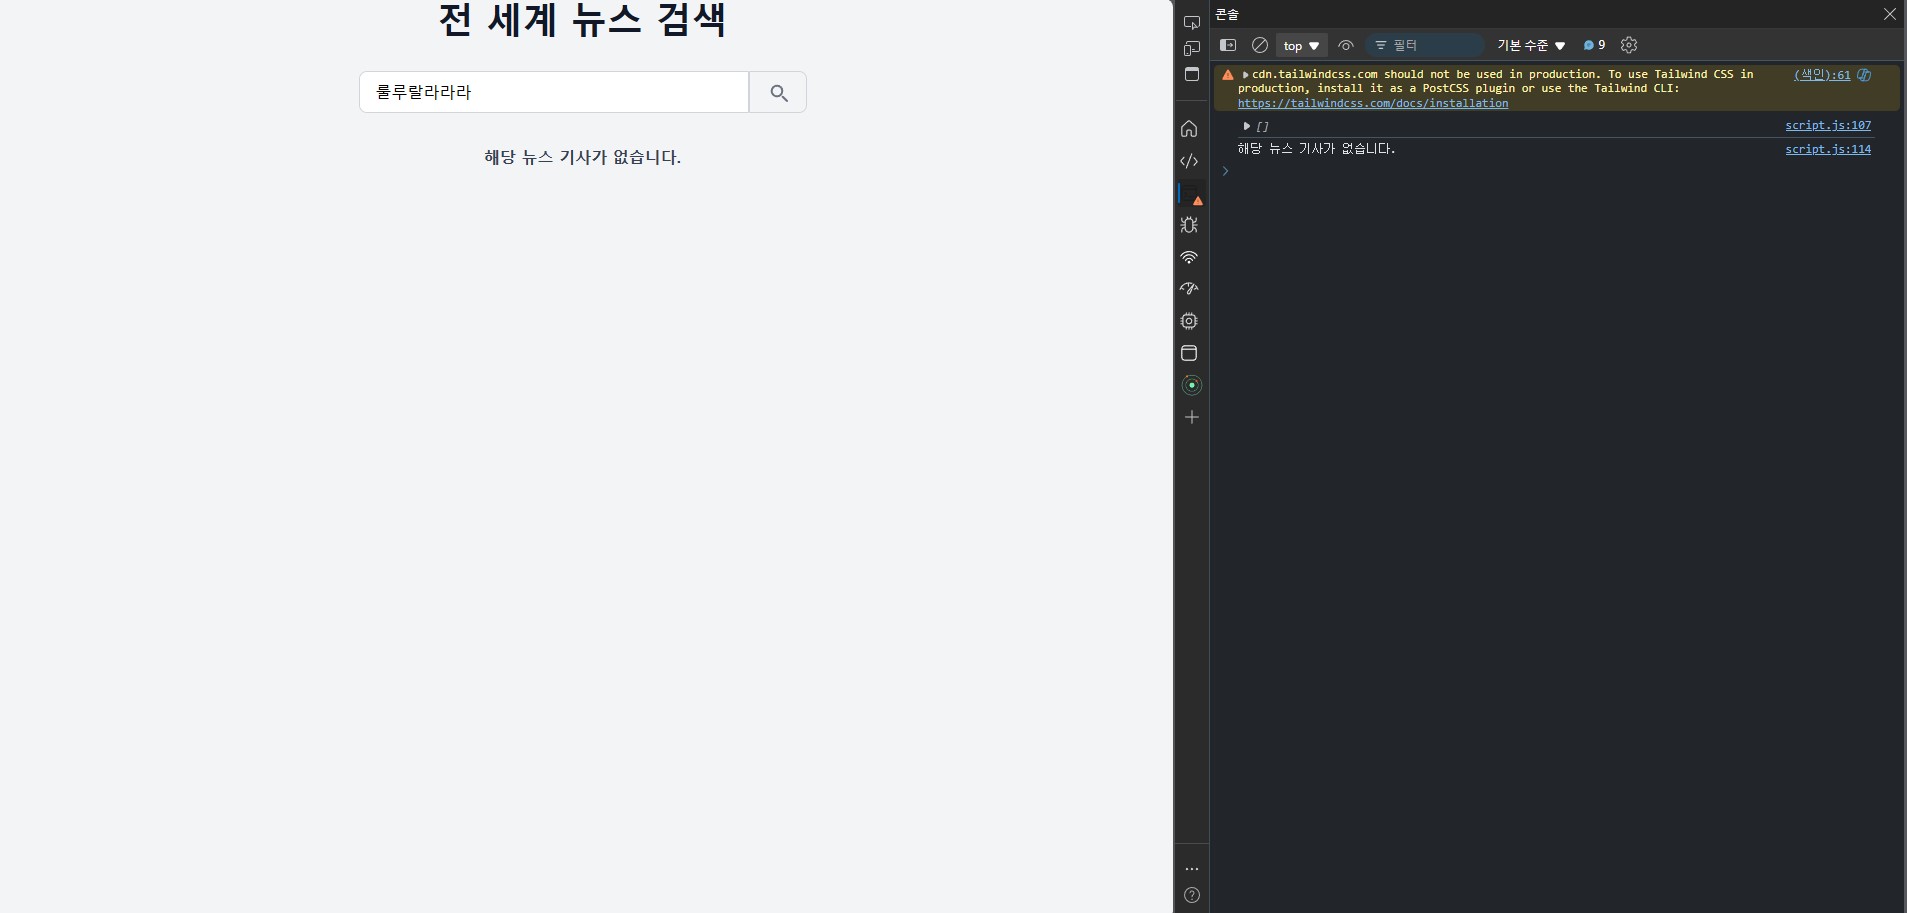 전 세계 뉴스 검색
룰루랄라라라
해당 뉴스 기사가 없습니다.
콘솔
top
필터
기본 수준
9
cdn.tailwindcss.com should not be used in production. To use Tailwind CSS in
(색인):61
production, install it as a PostCSS plugin or use the Tailwind CLI:
https://tailwindcss.com/docs/installation
[]
script.js:107
해당 뉴스 기사가 없습니다.
script.js:114